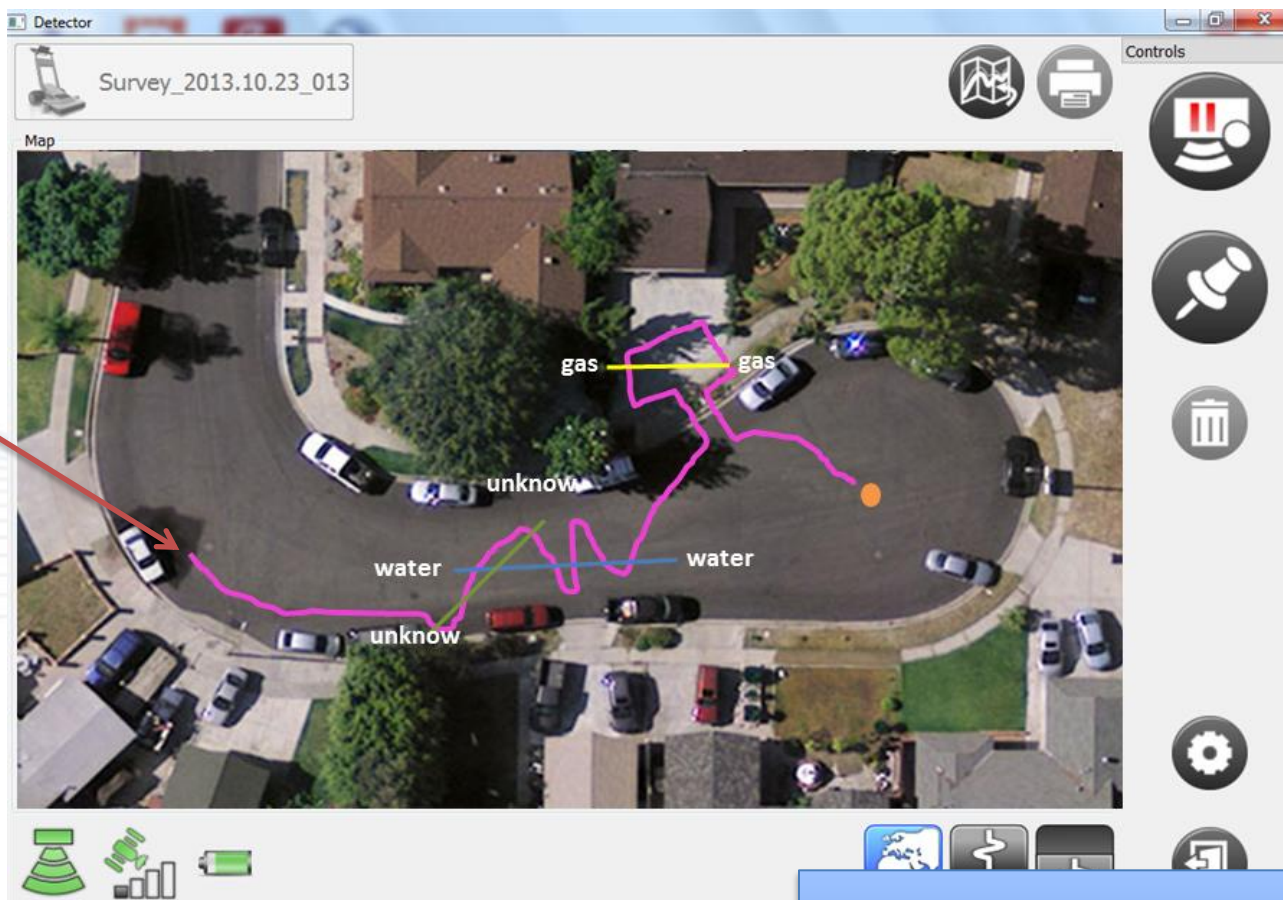 Detector
Survey_2013.10.23_013
Controls
Map
gas
gas
unknow
water
water
unknow